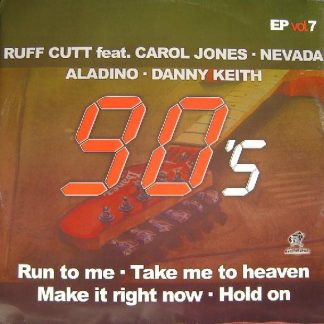 EP vol.7
RUFF CUTT feat. CAROL JONES · NEVADA
ALADINO · DANNY KEITH
90's
Run to me · Take me to heaven
Make it right now · Hold on